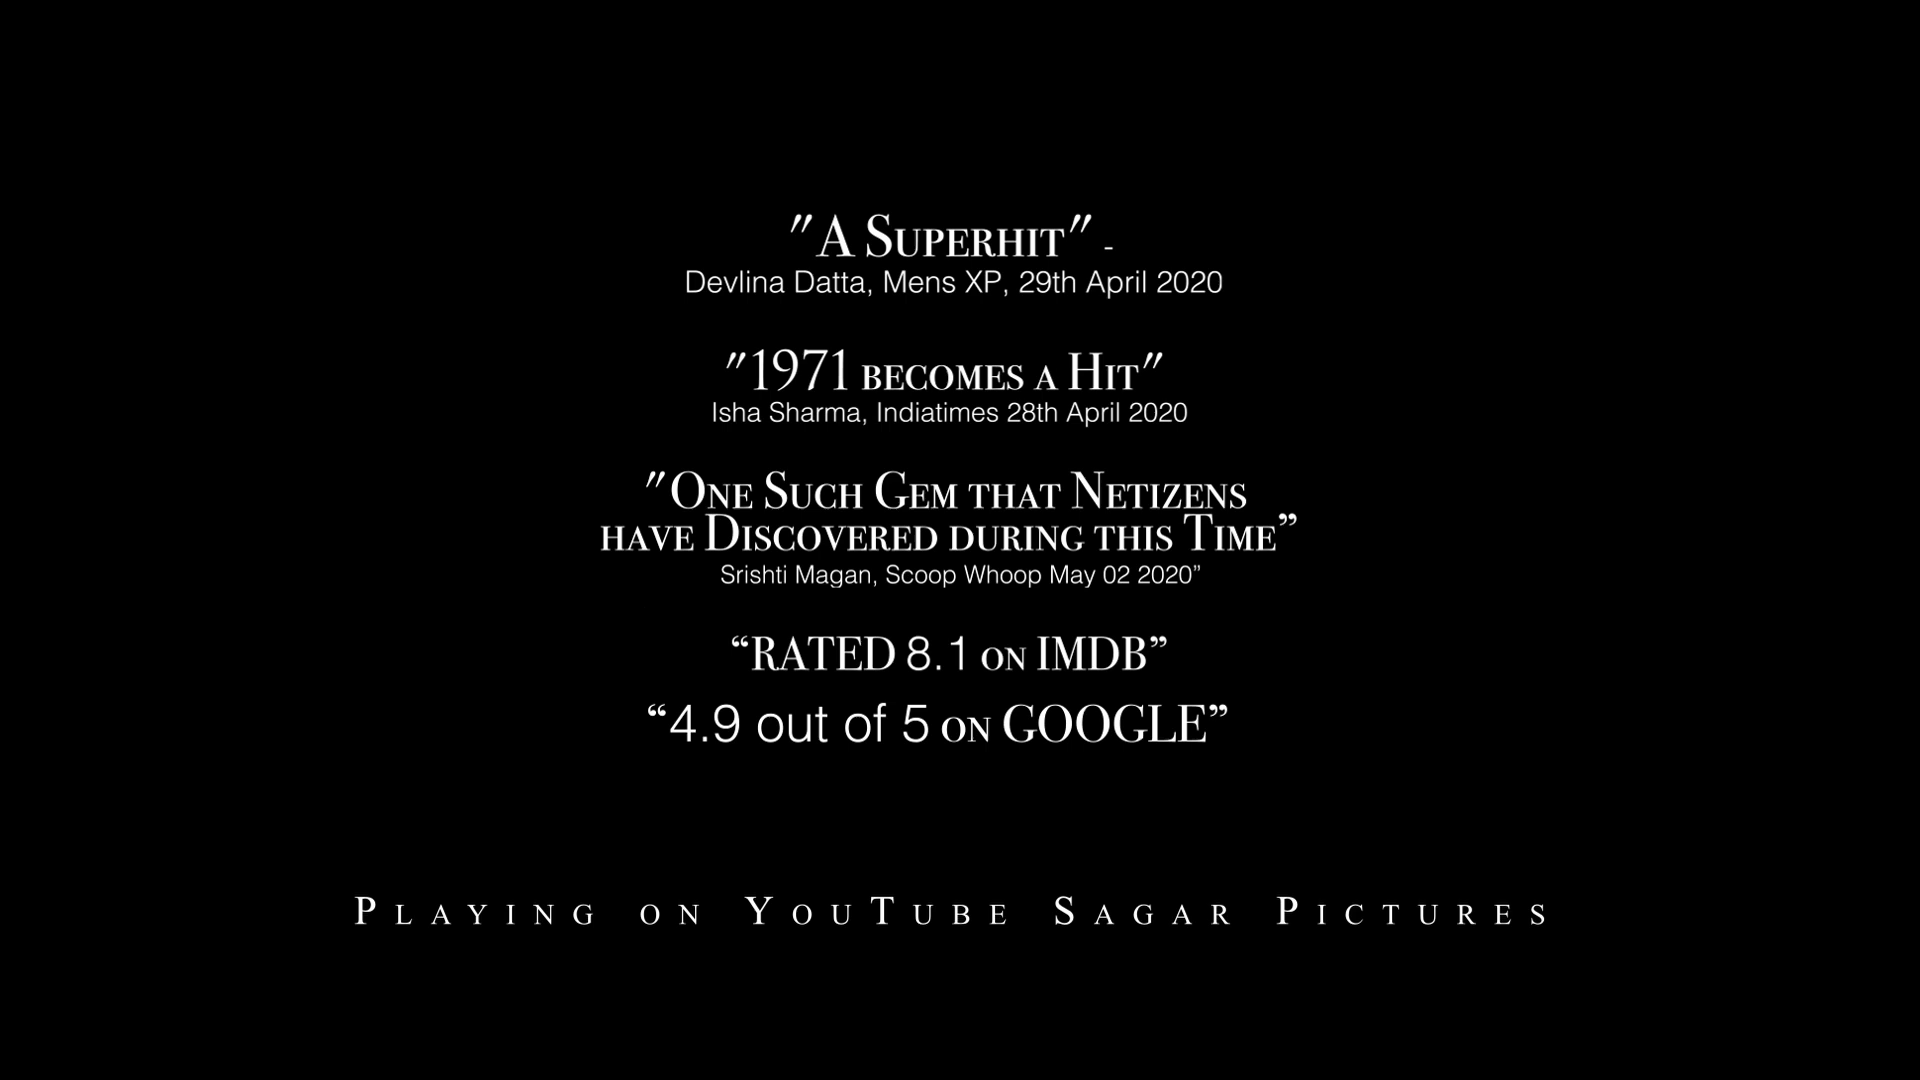 "A Superhit" -
Devlina Datta, Mens XP, 29th April 2020
"1971 becomes a Hit"
Isha Sharma, Indiatimes 28th April 2020
"One Such Gem that Netizens
have Discovered during this Time”
Srishti Magan, Scoop Whoop May 02 2020”
“RATED 8.1 on IMDB”
“4.9 out of 5 on GOOGLE”
Playing on YouTube Sagar Pictures